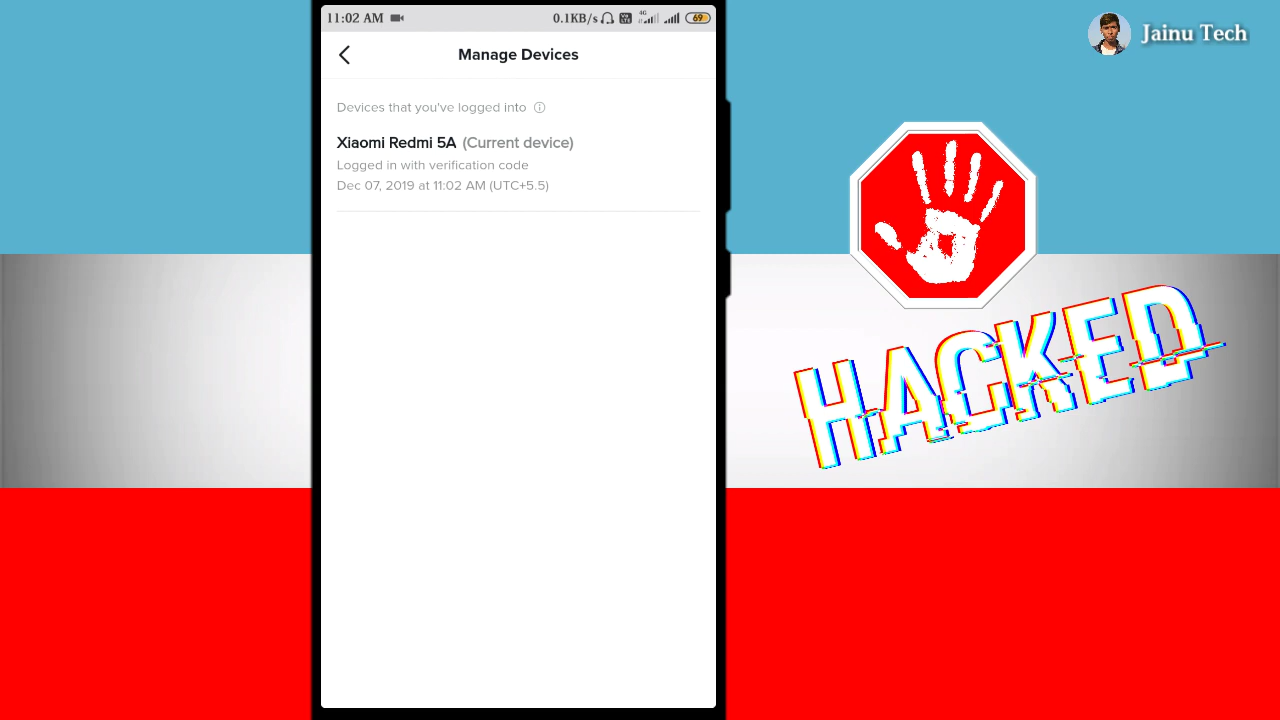 11:02 AM 0.1KB/s 4G 69
Jainu Tech
Manage Devices
Devices that you've logged into
Xiaomi Redmi 5A (Current device)
Logged in with verification code
Dec 07, 2019 at 11:02 AM (UTC+5.5)
HACKED